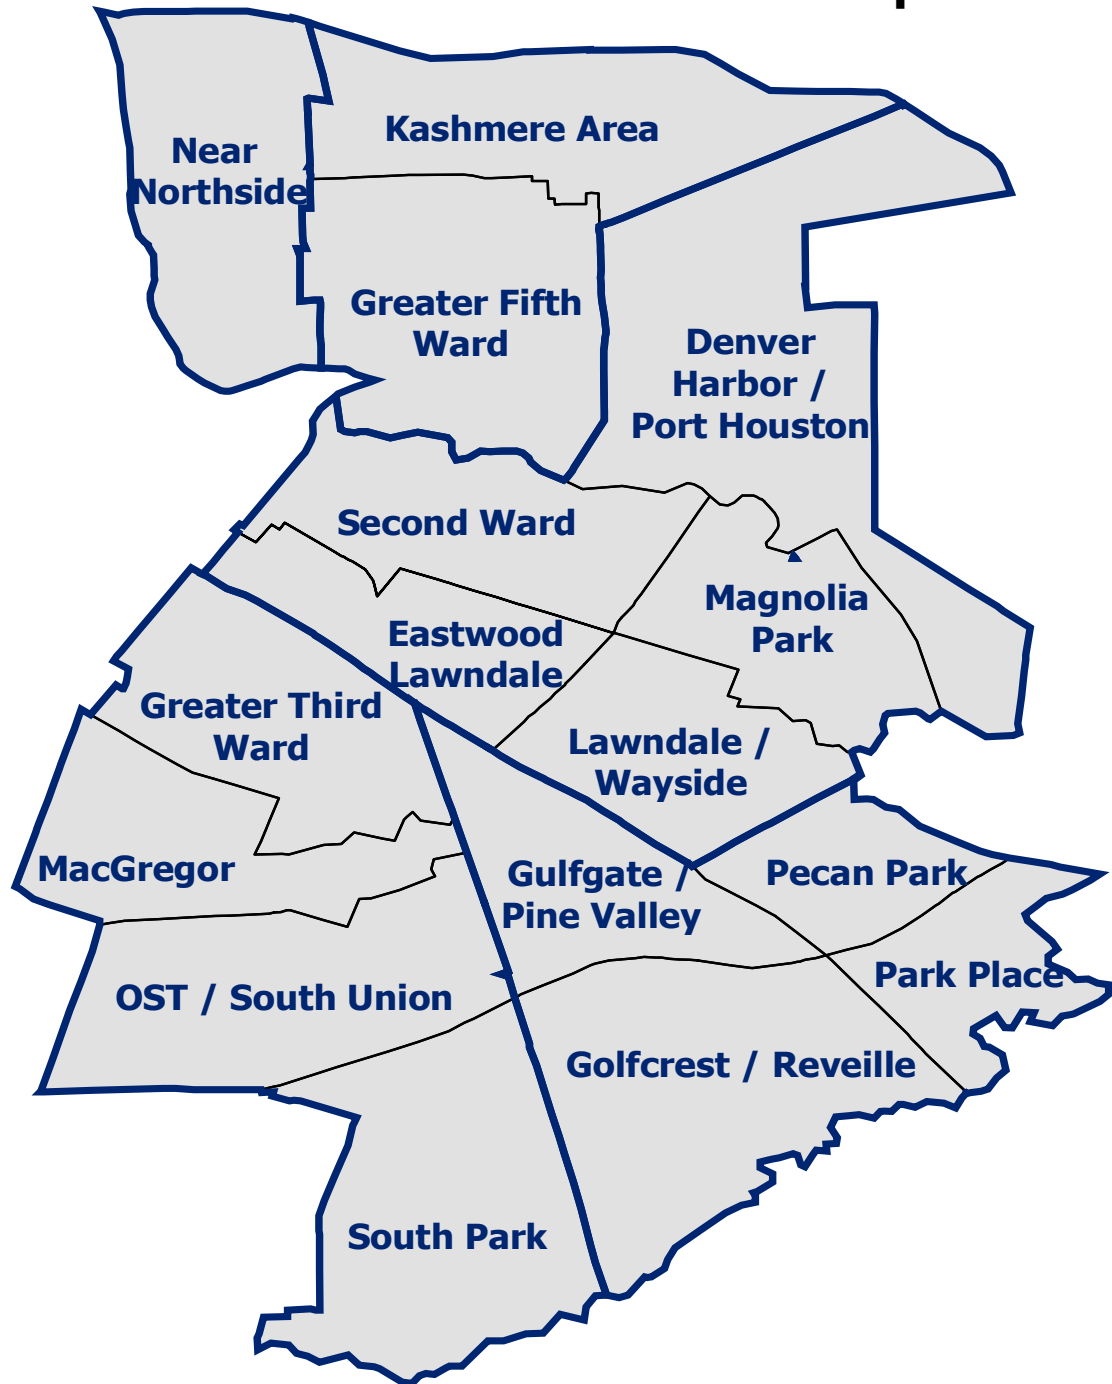 Kashmere Area
Near
Northside
Greater Fifth
Ward
Denver
Harbor /
Port Houston
Second Ward
Magnolia
Park
Eastwood
Lawndale
Greater Third
Ward
Lawndale /
Wayside
MacGregor
Gulfgate /
Pine Valley
Pecan Park
Park Place
OST / South Union
Golfcrest / Reveille
South Park